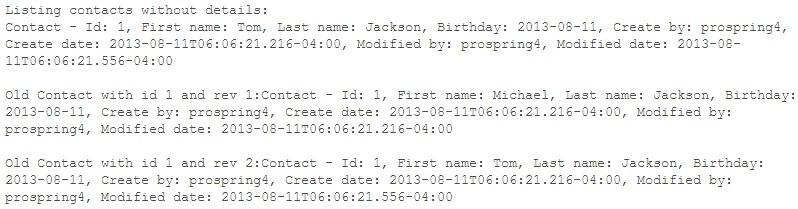 Listing contacts without details:
Contact - Id: 1, First name: Tom, Last name: Jackson, Birthday: 2013-08-11, Create by: prospring4,
Create date: 2013-08-11T06:06:21.216-04:00, Modified by: prospring4, Modified date: 2013-08-
11T06:06:21.556-04:00
Old Contact with id 1 and rev 1:Contact - Id: 1, First name: Michael, Last name: Jackson, Birthday:
2013-08-11, Create by: prospring4, Create date: 2013-08-11T06:06:21.216-04:00, Modified by:
prospring4, Modified date: 2013-08-11T06:06:21.216-04:00
Old Contact with id 1 and rev 2:Contact - Id: 1, First name: Tom, Last name: Jackson, Birthday:
2013-08-11, Create by: prospring4, Create date: 2013-08-11T06:06:21.216-04:00, Modified by:
prospring4, Modified date: 2013-08-11T06:06:21.556-04:00